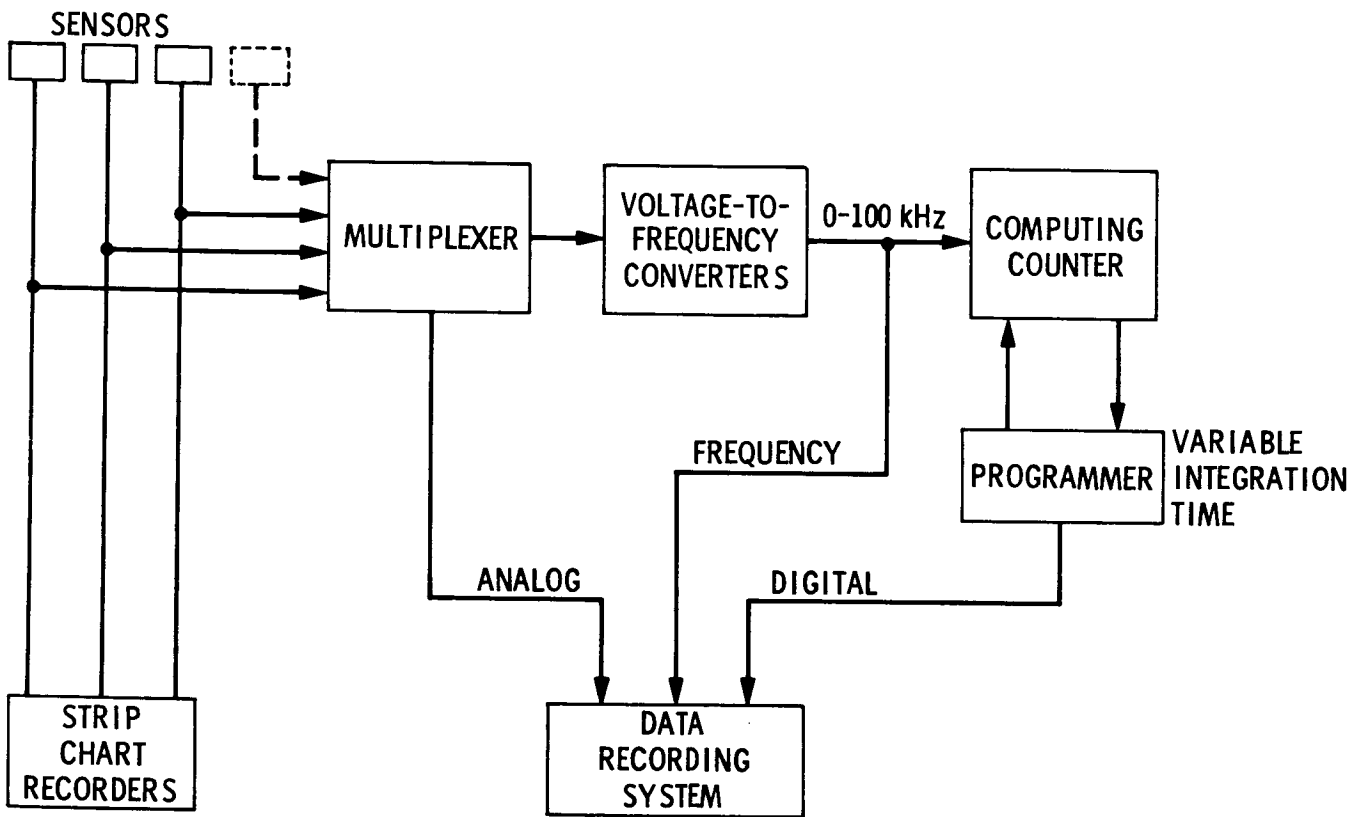 SENSORS
MULTIPLEXER
VOLTAGE-TO-
FREQUENCY
CONVERTERS
0-100 kHz
COMPUTING
COUNTER
FREQUENCY
PROGRAMMER
VARIABLE
INTEGRATION
TIME
ANALOG
DIGITAL
STRIP
CHART
RECORDERS
DATA
RECORDING
SYSTEM